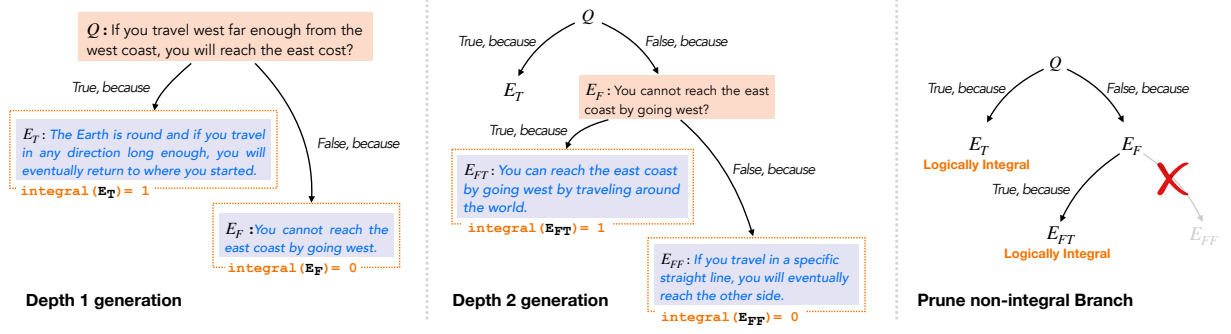 Q : If you travel west far enough from the
west coast, you will reach the east cost?
True, because
False, because
E_T : The Earth is round and if you travel
in any direction long enough, you will
eventually return to where you started.
integral(E_T)= 1
E_F : You cannot reach the
east coast by going west.
integral(E_F)= 0
Depth 1 generation
Q
True, because
False, because
E_T
E_F : You cannot reach the east
coast by going west?
True, because
False, because
E_FT : You can reach the east coast
by going west by traveling around
the world.
integral(E_FT)= 1
E_FF : If you travel in a specific
straight line, you will eventually
reach the other side.
integral(E_FF)= 0
Depth 2 generation
Q
True, because
False, because
E_T
Logically Integral
E_F
True, because
E_FT
Logically Integral
E_FF
Prune non-integral Branch